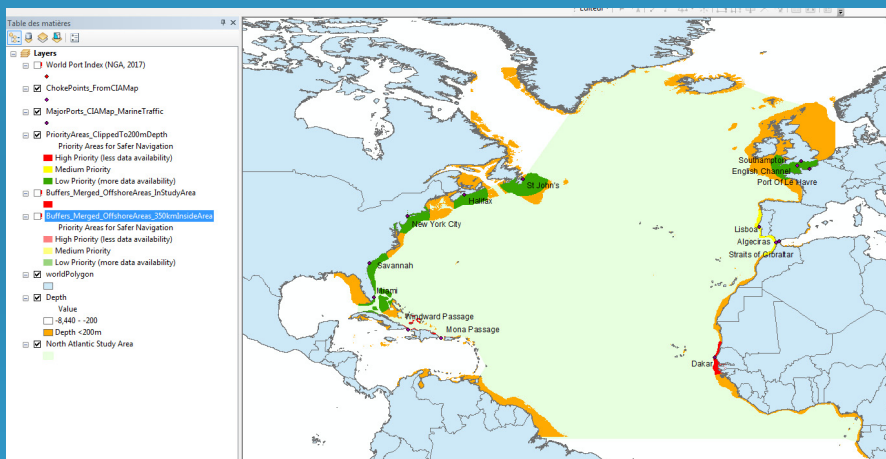 Editeur
Table des matières
Layers
World Port Index (NGA, 2017)
ChokePoints_FromCIAMap
MajorPorts_CIAMap_MarineTraffic
PriorityAreas_ClippedTo200mDepth
Priority Areas for Safer Navigation
High Priority (less data availability)
Medium Priority
Low Priority (more data availability)
Buffers_Merged_OffshoreAreas_InStudyArea
Buffers_Merged_OffshoreAreas_350kmInsideArea
Priority Areas for Safer Navigation
High Priority (less data availability)
Medium Priority
Low Priority (more data availability)
worldPolygon
Depth
Value
-8,440 - -200
Depth <200m
North Atlantic Study Area
Southampton
English Channel
Port Of Le Havre
St John's
Halifax
New York City
Lisboa
Algeciras
Straits of Gibraltar
Savannah
Miami
Windward Passage
Mona Passage
Dakar